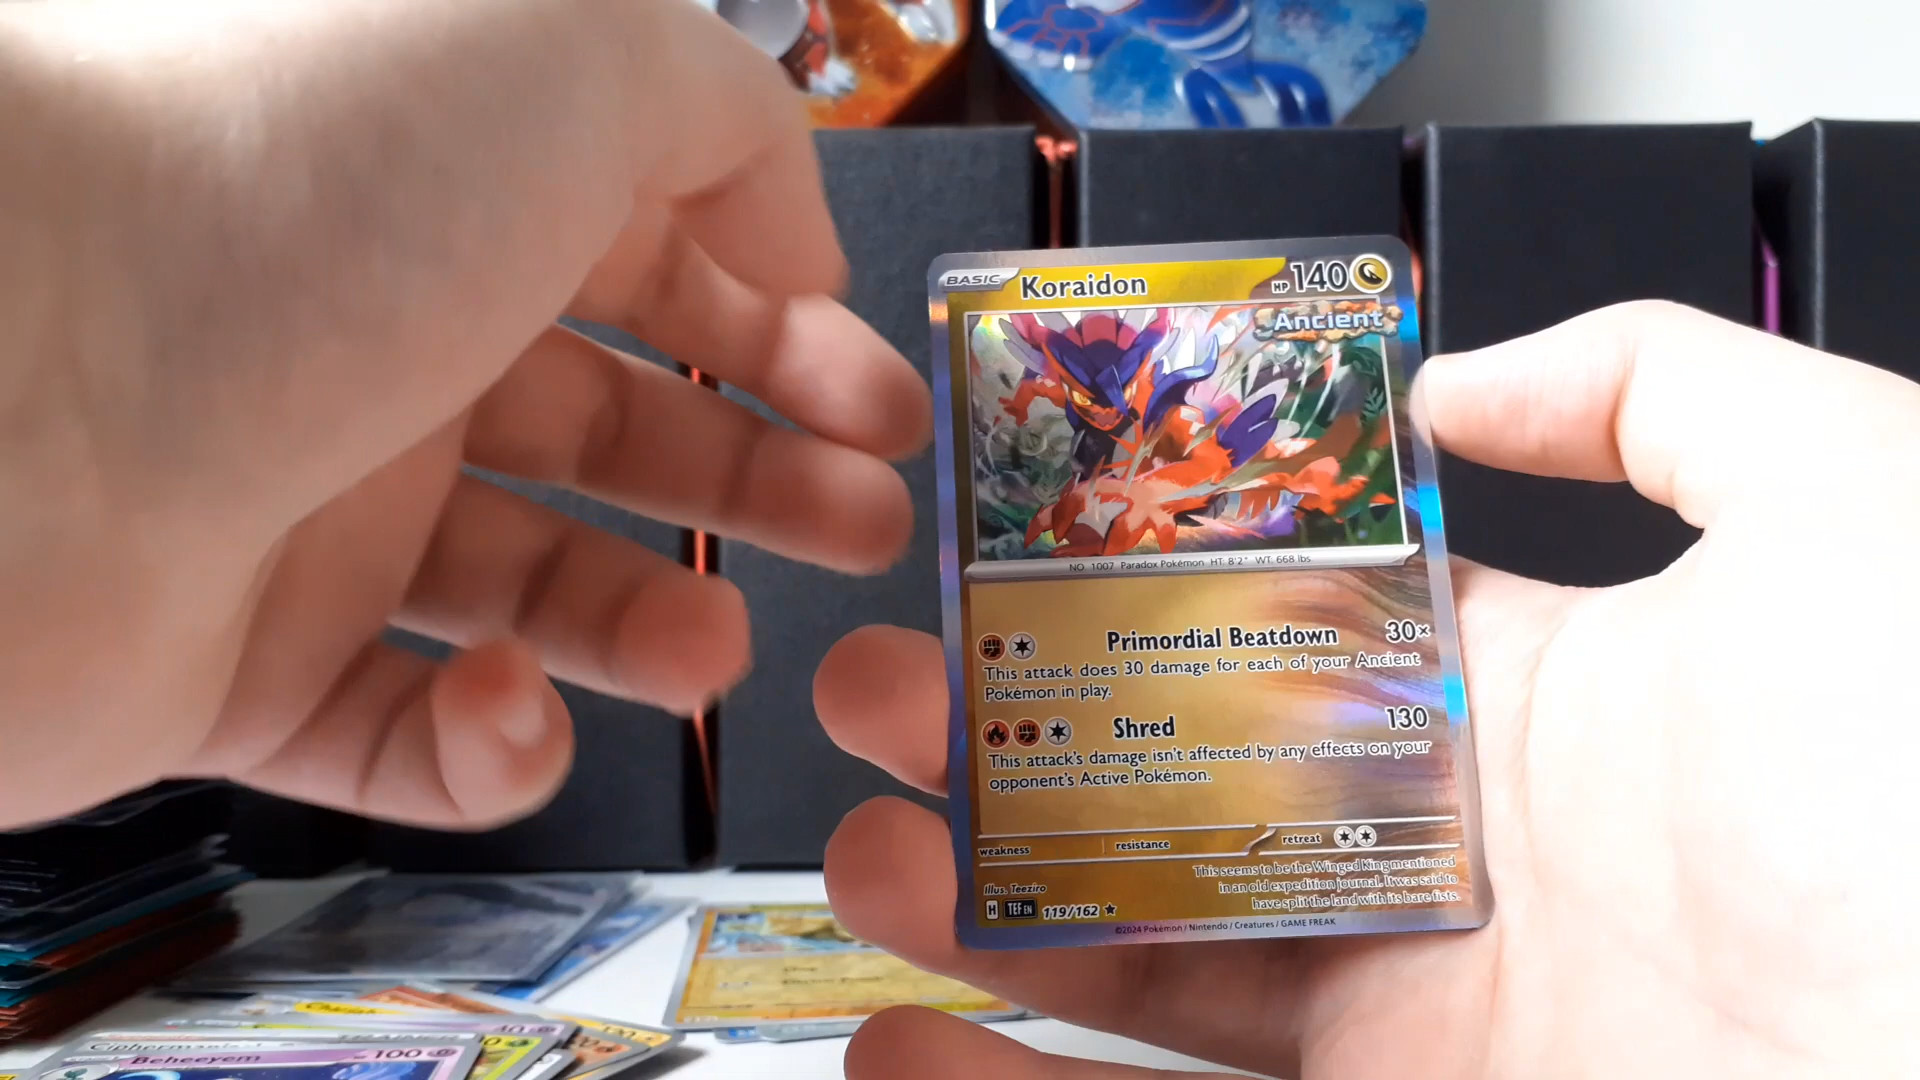 BASIC Koraidon HP 140
Ancient
NO. 1007 Paradox Pokémon HT: 8'2" WT: 668 lbs
Primordial Beatdown 30×
This attack does 30 damage for each of your Ancient
Pokémon in play.
Shred 130
This attack's damage isn't affected by any effects on your
opponent's Active Pokémon.
weakness resistance retreat
This seems to be the Winged King mentioned
in an old expedition journal. It was said to
have split the land with its bare fists.
Illus. Teeziro
H TEF EN 119/162
©2024 Pokémon / Nintendo / Creatures / GAME FREAK
TRAINER
Beheeyem 100